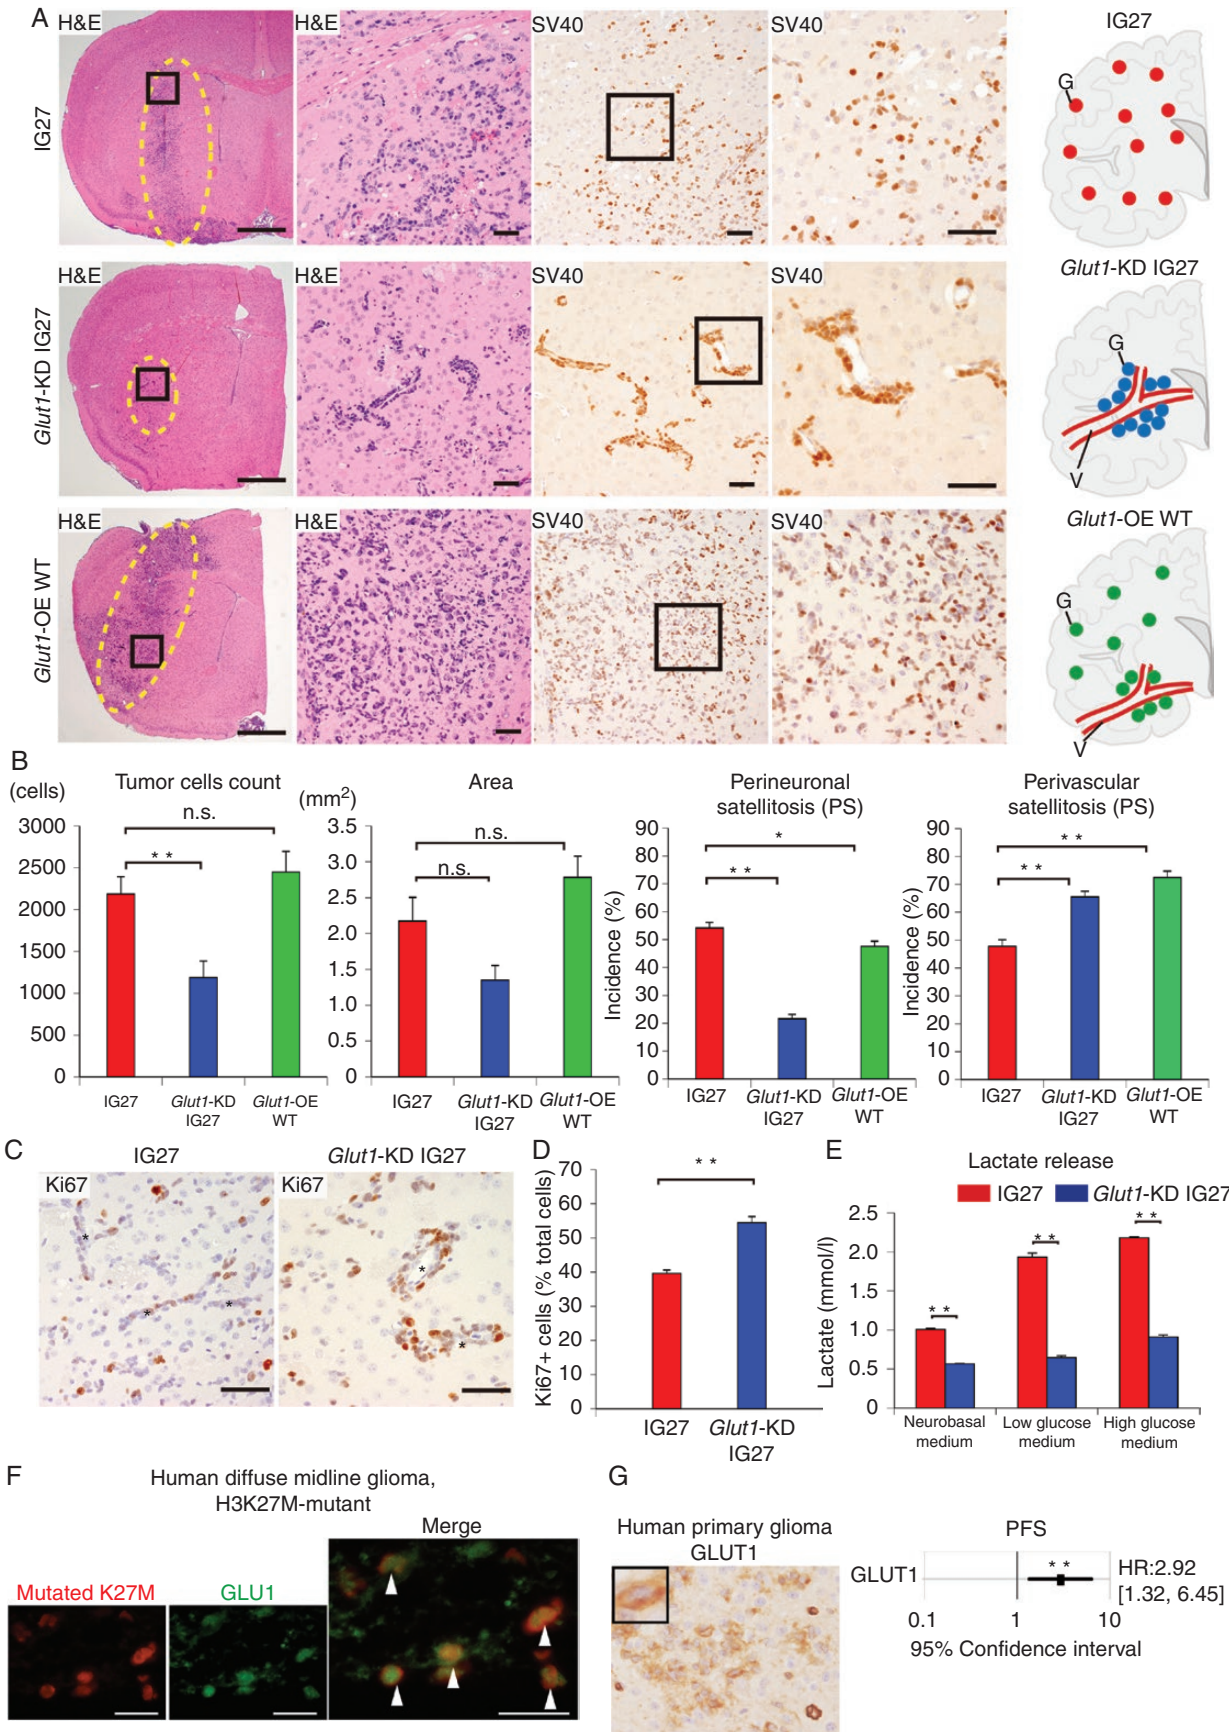 A
H&E
H&E
SV40
SV40
IG27
IG27
G
H&E
H&E
SV40
SV40
Glut1-KD IG27
Glut1-KD IG27
G
V
H&E
H&E
SV40
SV40
Glut1-OE WT
Glut1-OE WT
G
V
B
Tumor cells count
(cells)
n.s.
* *
3000
2500
2000
1500
1000
500
0
IG27
Glut1-KD
IG27
Glut1-OE
WT
Area
(mm2)
n.s.
n.s.
3.5
3.0
2.5
2.0
1.5
1.0
0.5
0
IG27
Glut1-KD
IG27
Glut1-OE
WT
Perineuronal
satellitosis (PS)
Incidence (%)
*
* *
90
80
70
60
50
40
30
20
10
0
IG27
Glut1-KD
IG27
Glut1-OE
WT
Perivascular
satellitosis (PS)
Incidence (%)
* *
* *
90
80
70
60
50
40
30
20
10
0
IG27
Glut1-KD
IG27
Glut1-OE
WT
C
IG27
Glut1-KD IG27
Ki67
Ki67
*
*
*
*
*
D
Ki67+ cells (% total cells)
* *
70
60
50
40
30
20
10
0
IG27
Glut1-KD
IG27
E
Lactate release
IG27
Glut1-KD IG27
Lactate (mmol/l)
2.5
2.0
1.0
0.5
0
* *
* *
* *
Neurobasal
medium
Low glucose
medium
High glucose
medium
F
Human diffuse midline glioma,
H3K27M-mutant
Merge
Mutated K27M
GLU1
G
Human primary glioma
GLUT1
PFS
GLUT1
* *
HR:2.92
[1.32, 6.45]
0.1
1
10
95% Confidence interval